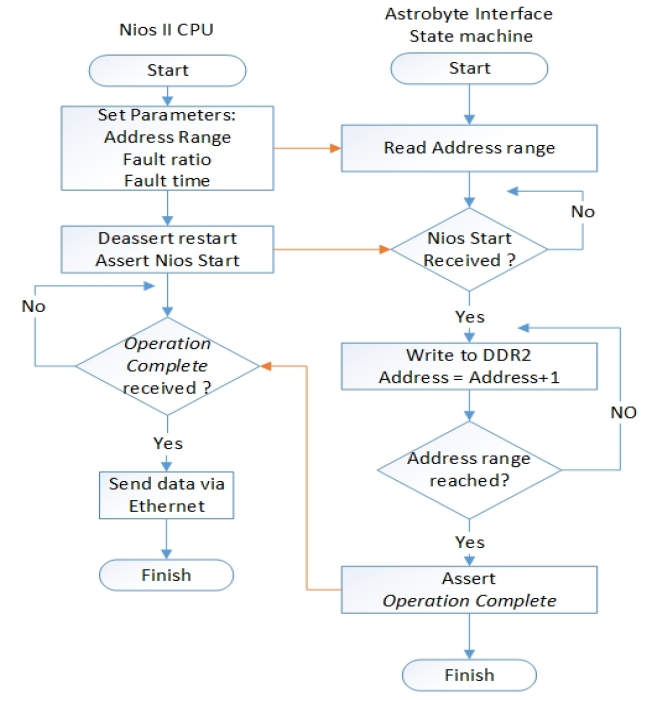 Nios II CPU
Start
Set Parameters:
Address Range
Fault ratio
Fault time
Deassert restart
Assert Nios Start
No
Operation
Complete
received ?
Yes
Send data via
Ethernet
Finish
Astrobyte Interface
State machine
Start
Read Address range
No
Nios Start
Received ?
Yes
Write to DDR2
Address = Address+1
NO
Address range
reached?
Yes
Assert
Operation Complete
Finish